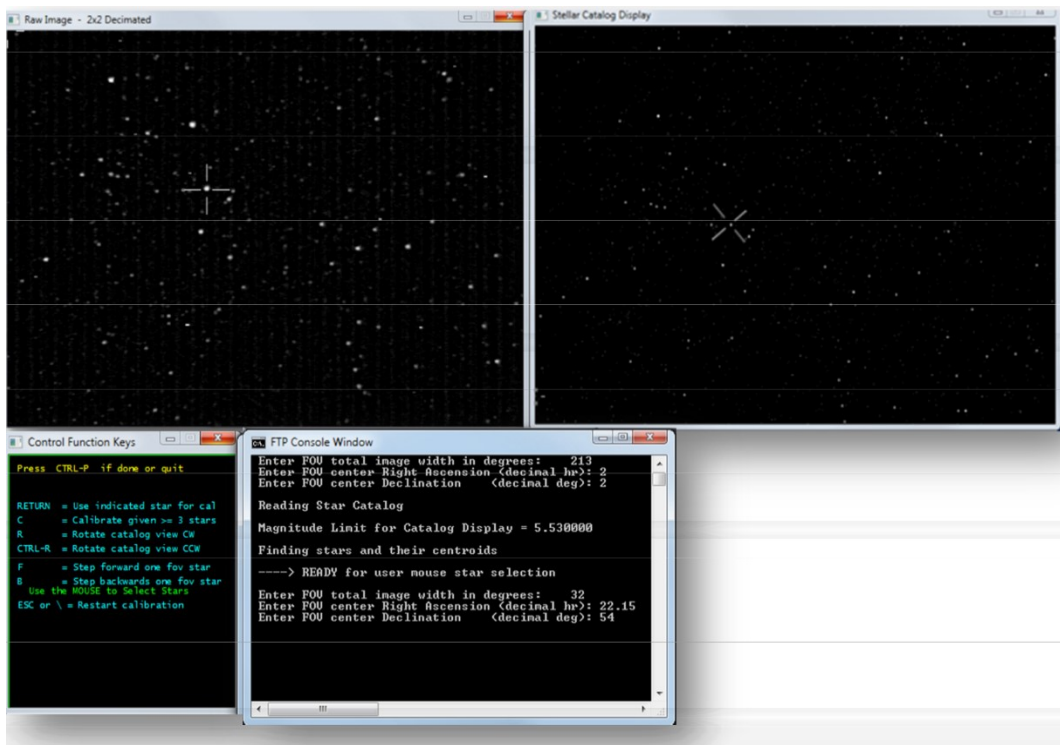 Raw Image - 2x2 Decimated
Stellar Catalog Display
Control Function Keys
Press CTRL-P if done or quit
RETURN = Use indicated star for cal
C = Calibrate given >= 3 stars
R = Rotate catalog view CW
CTRL-R = Rotate catalog view CCW
F = Step forward one fov star
B = Step backwards one fov star
Use the MOUSE to Select Stars
ESC or \ = Restart calibration
FTP Console Window
Enter FOV total image width in degrees: 213
Enter FOV center Right Ascension (decimal hr): 2
Enter FOV center Declination (decimal deg): 2
Reading Star Catalog
Magnitude Limit for Catalog Display = 5.530000
Finding stars and their centroids
----> READY for user mouse star selection
Enter FOV total image width in degrees: 32
Enter FOV center Right Ascension (decimal hr): 22.15
Enter FOV center Declination (decimal deg): 54